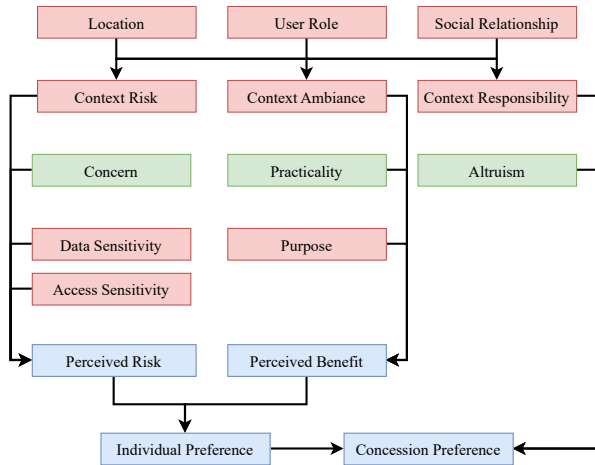 Location
User Role
Social Relationship
Context Risk
Context Ambiance
Context Responsibility
Concern
Practicality
Altruism
Data Sensitivity
Purpose
Access Sensitivity
Perceived Risk
Perceived Benefit
Individual Preference
Concession Preference